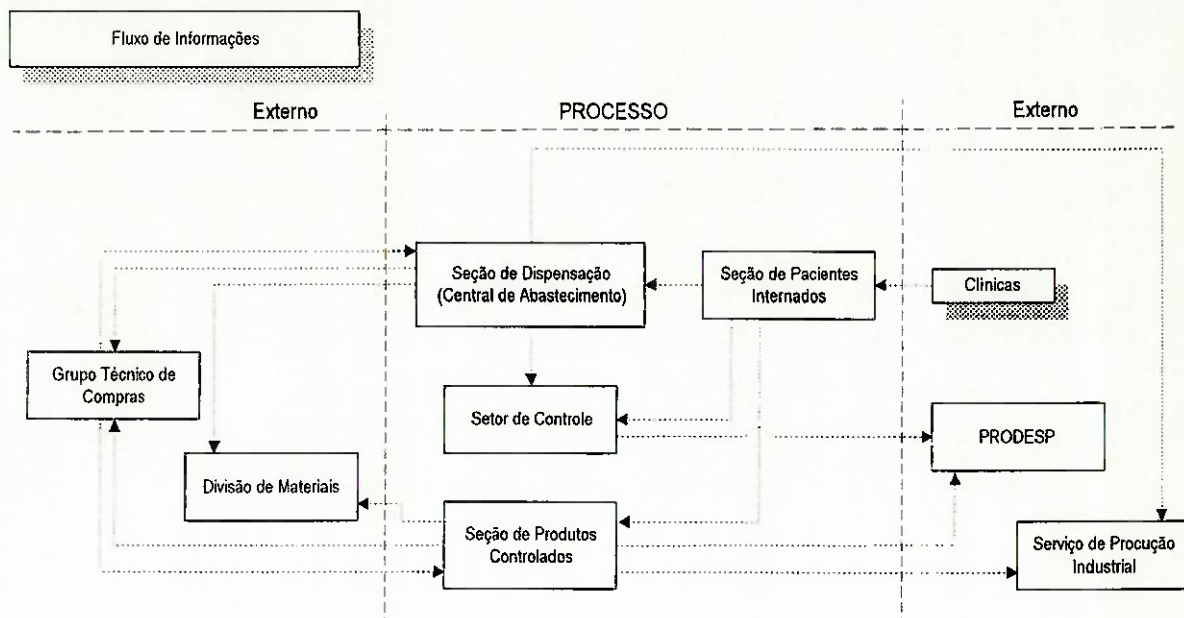 Fluxo de Informações
Externo
PROCESSO
Externo
Seção de Dispensação
(Central de Abastecimento)
Seção de Pacientes
Internados
Clínicas
Grupo Técnico de
Compras
Setor de Controle
PRODESP
Divisão de Materiais
Seção de Produtos
Controlados
Serviço de Procução
Industrial